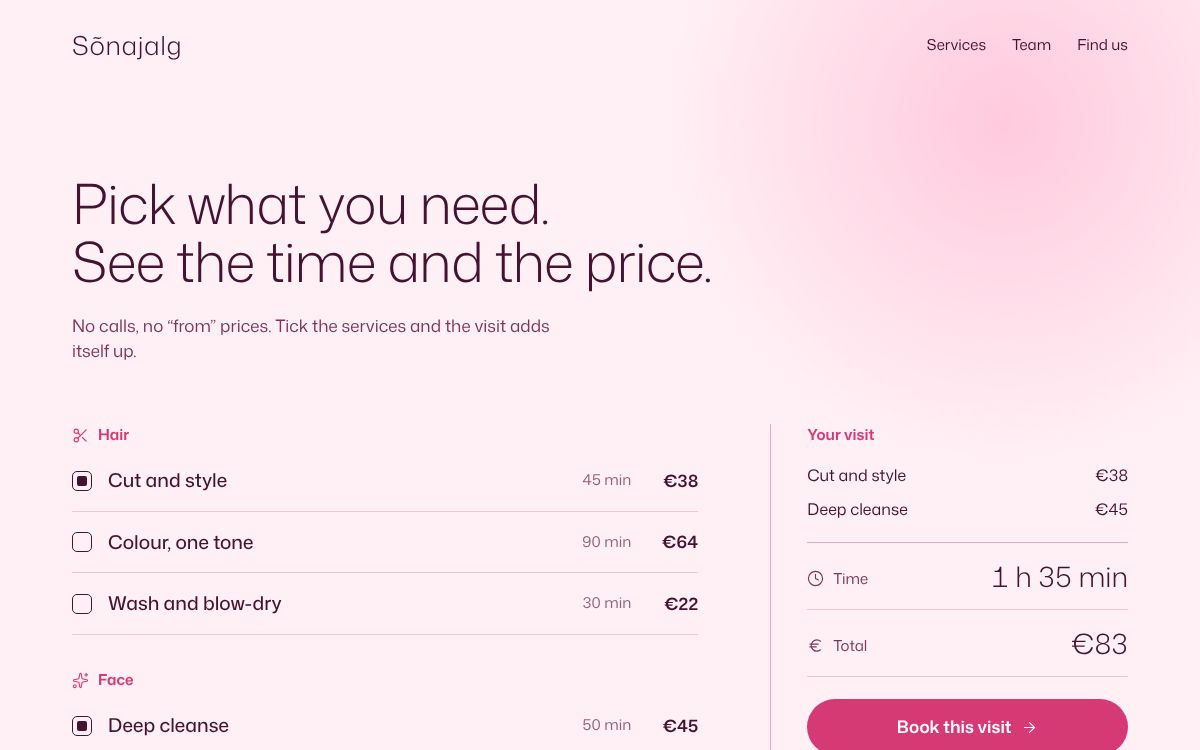 Sõnajalg
Services Team Find us
Pick what you need.
See the time and the price.
No calls, no “from” prices. Tick the services and the visit adds
itself up.
Hair
Cut and style 45 min €38
Colour, one tone 90 min €64
Wash and blow-dry 30 min €22
Face
Deep cleanse 50 min €45
Your visit
Cut and style €38
Deep cleanse €45
Time 1 h 35 min
€ Total €83
Book this visit →